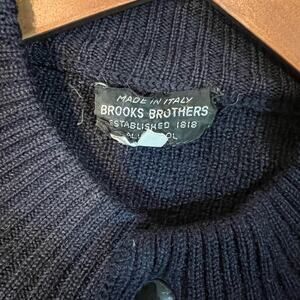 MADE IN ITALY
BROOKS BROTHERS
ESTABLISHED 1818